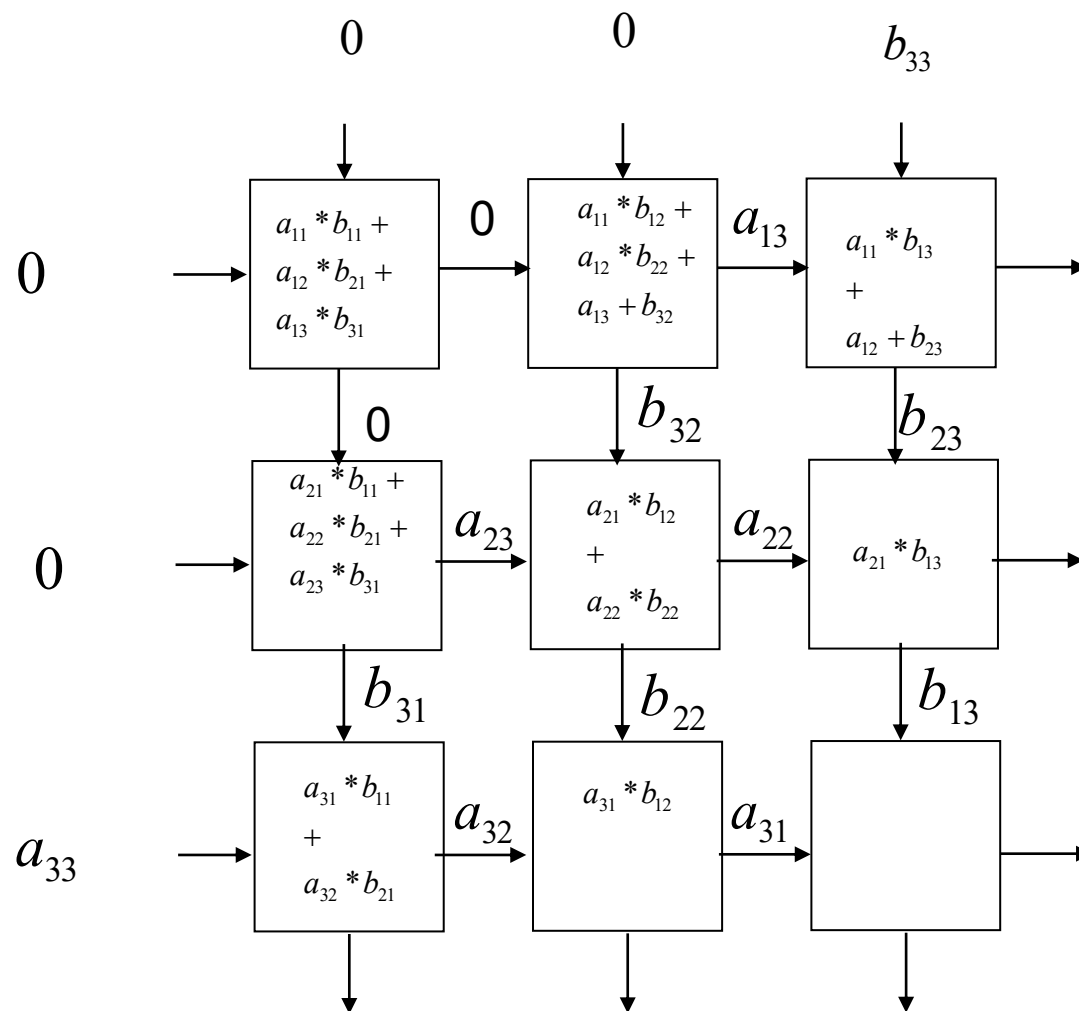 0 0 b₃₃
a₁₁ * b₁₁ +
a₁₂ * b₂₁ +
a₁₃ * b₃₁
0
a₁₁ * b₁₂ +
a₁₂ * b₂₂ +
a₁₃ + b₃₂
a₁₃
a₁₁ * b₁₃
+
a₁₂ + b₂₃
0
0 b₃₂ b₂₃
a₂₁ * b₁₁ +
a₂₂ * b₂₁ +
a₂₃ * b₃₁
a₂₃
a₂₁ * b₁₂
+
a₂₂ * b₂₂
a₂₂
a₂₁ * b₁₃
0
b₃₁ b₂₂ b₁₃
a₃₁ * b₁₁
+
a₃₂ * b₂₁
a₃₂
a₃₁ * b₁₂
a₃₁
a₃₃